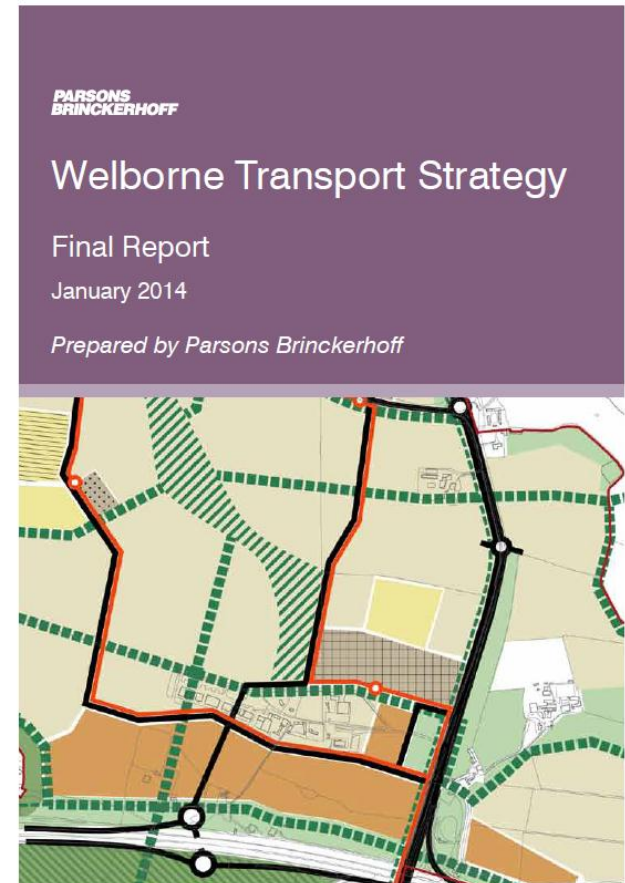 PARSONS
BRINCKERHOFF
Welborne Transport Strategy
Final Report
January 2014
Prepared by Parsons Brinckerhoff